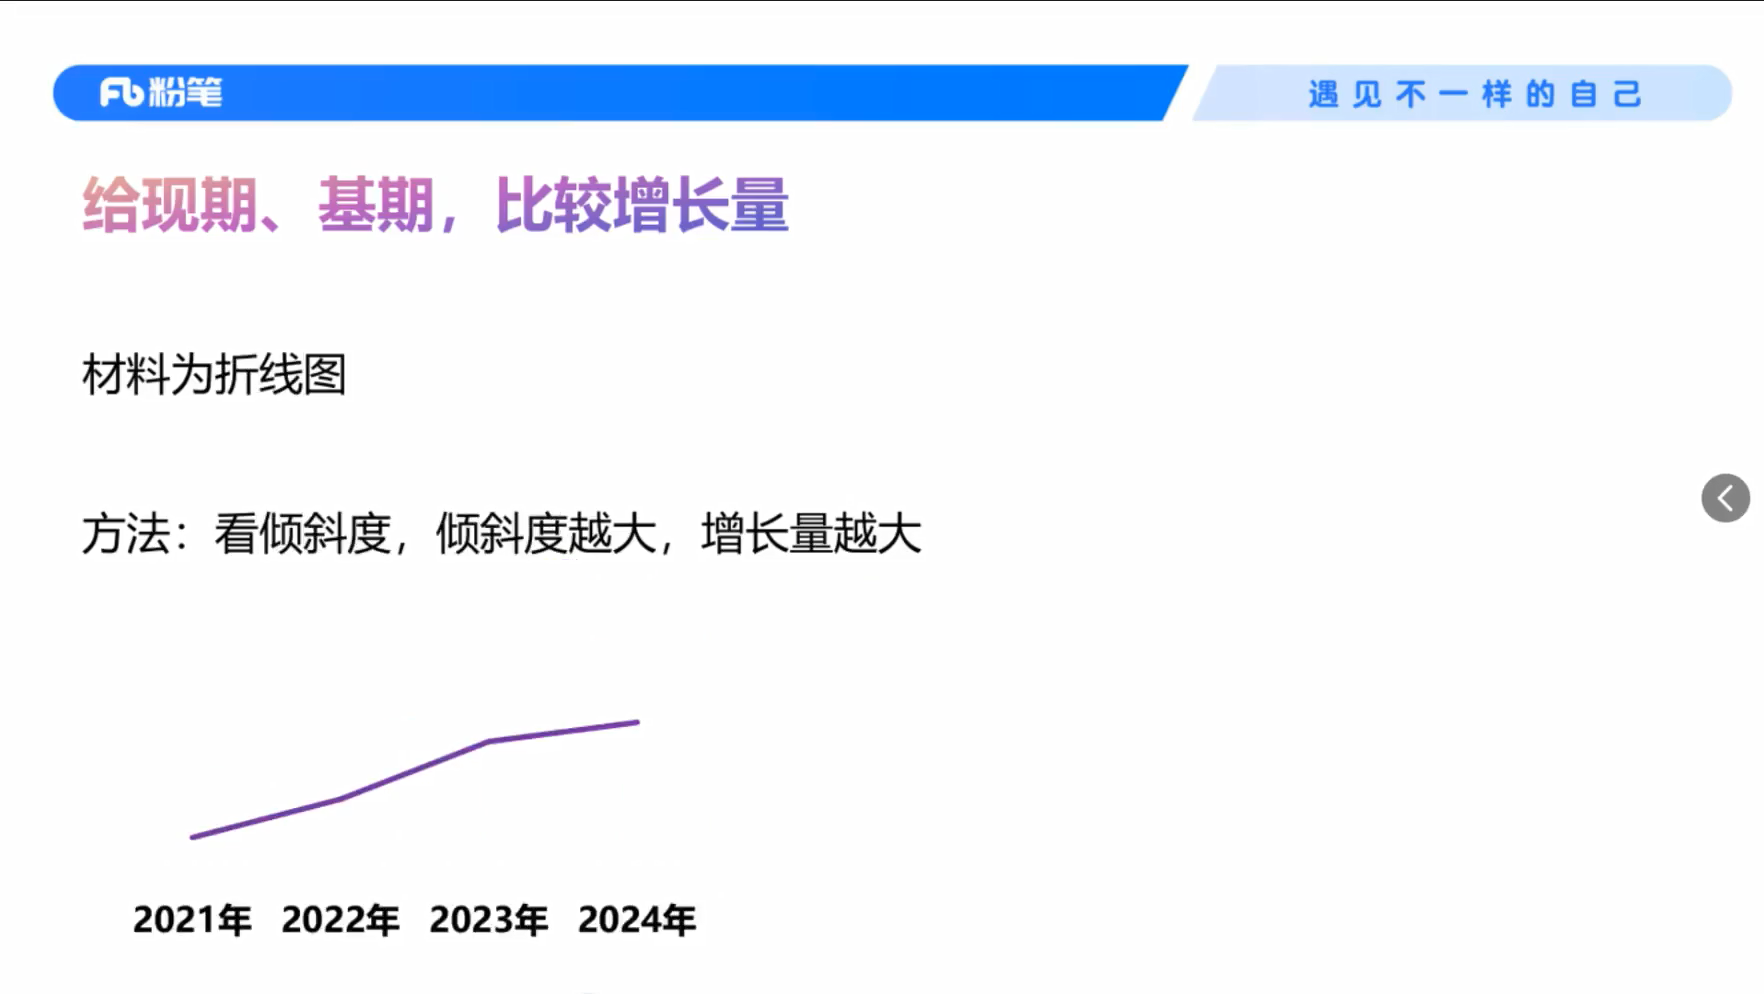 粉笔
遇见不一样的自己
给现期、基期，比较增长量
材料为折线图
方法：看倾斜度，倾斜度越大，增长量越大
2021年 2022年 2023年 2024年